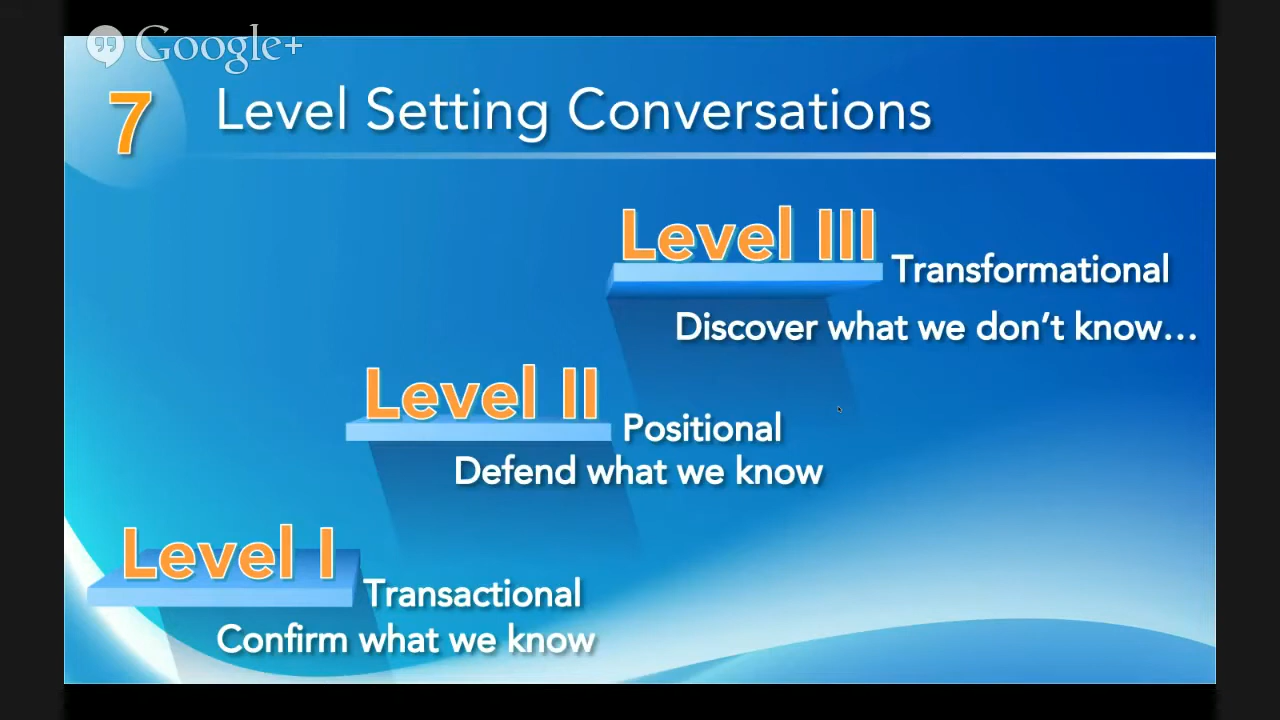 Google+
7 Level Setting Conversations
Level III
Transformational
Discover what we don’t know...
Level II
Positional
Defend what we know
Level I
Transactional
Confirm what we know